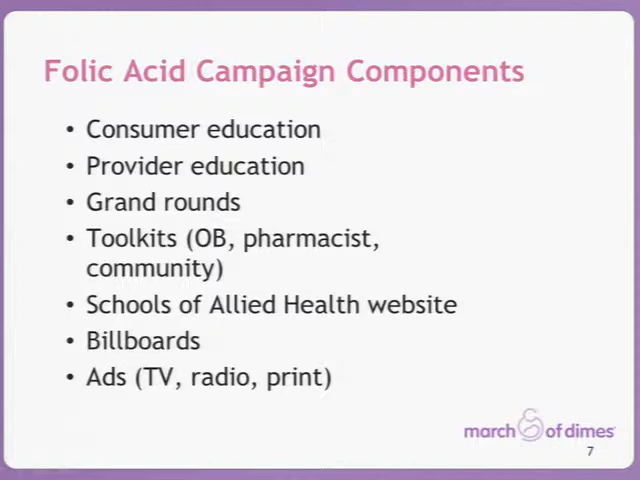 Folic Acid Campaign Components
• Consumer education
• Provider education
• Grand rounds
• Toolkits (OB, pharmacist,
community)
• Schools of Allied Health website
• Billboards
• Ads (TV, radio, print)
march of dimes
7